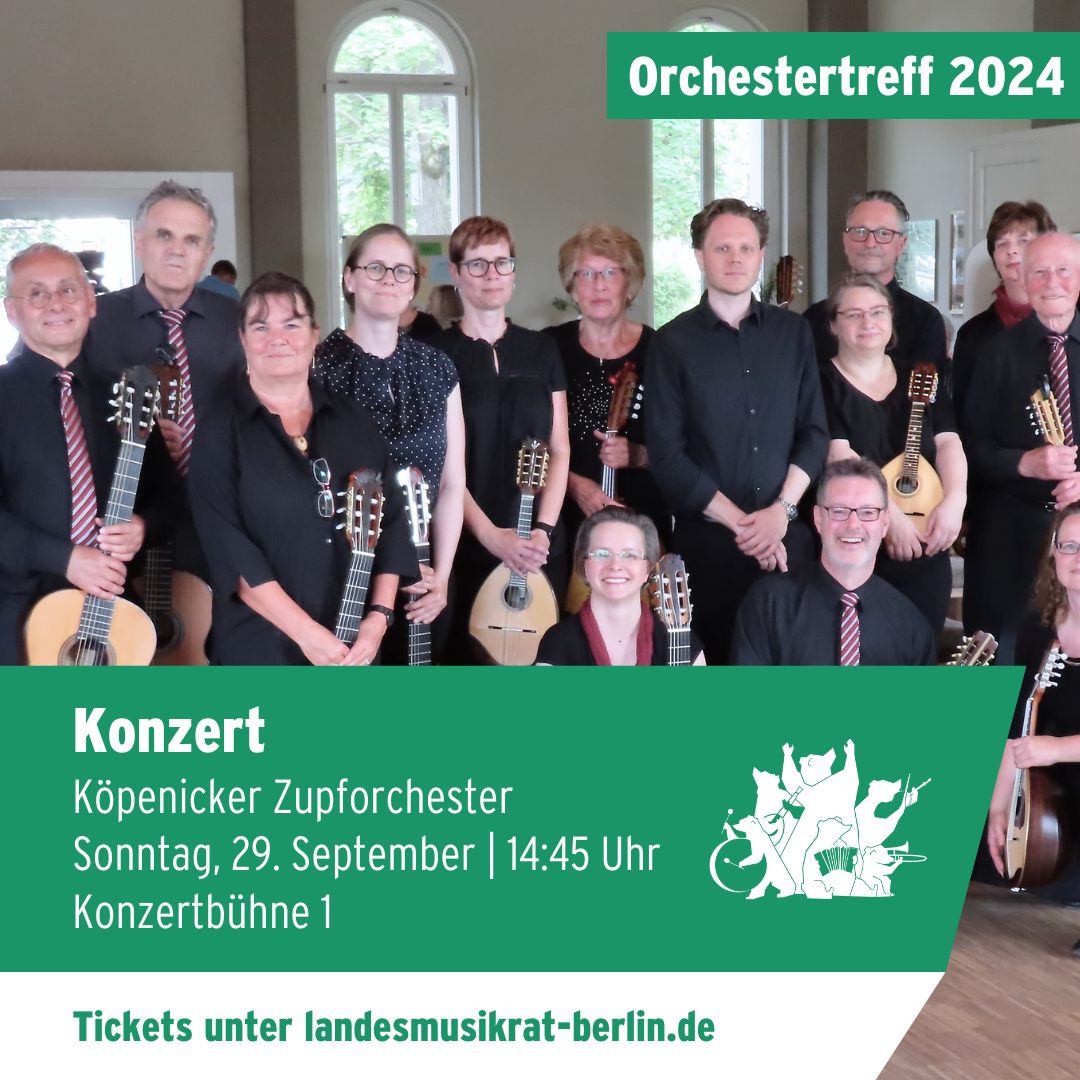 Orchestertreff 2024
Konzert
Köpenicker Zupforchester
Sonntag, 29. September | 14:45 Uhr
Konzertbühne 1
Tickets unter landesmusikrat-berlin.de